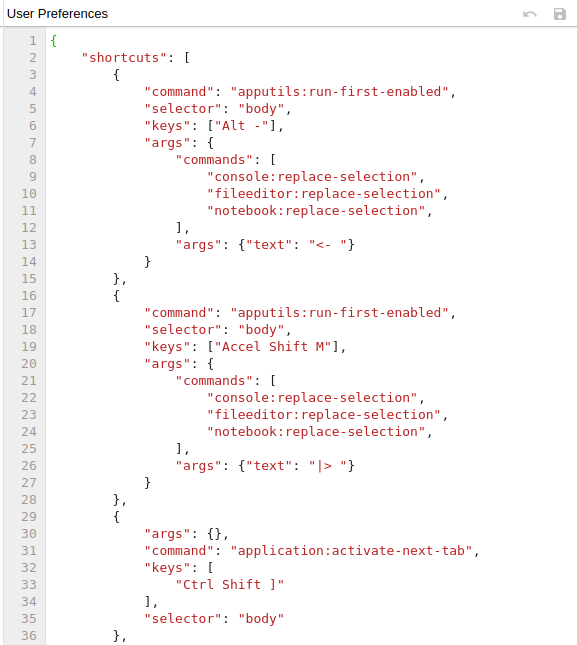 User Preferences
1 {
2     "shortcuts": [
3         {
4             "command": "apputils:run-first-enabled",
5             "selector": "body",
6             "keys": ["Alt -"],
7             "args": {
8                 "commands": [
9                     "console:replace-selection",
10                     "fileeditor:replace-selection",
11                     "notebook:replace-selection",
12                 ],
13                 "args": {"text": "<- "}
14             }
15         },
16         {
17             "command": "apputils:run-first-enabled",
18             "selector": "body",
19             "keys": ["Accel Shift M"],
20             "args": {
21                 "commands": [
22                     "console:replace-selection",
23                     "fileeditor:replace-selection",
24                     "notebook:replace-selection",
25                 ],
26                 "args": {"text": "|> "}
27             }
28         },
29         {
30             "args": {},
31             "command": "application:activate-next-tab",
32             "keys": [
33                 "Ctrl Shift ]"
34             ],
35             "selector": "body"
36         },